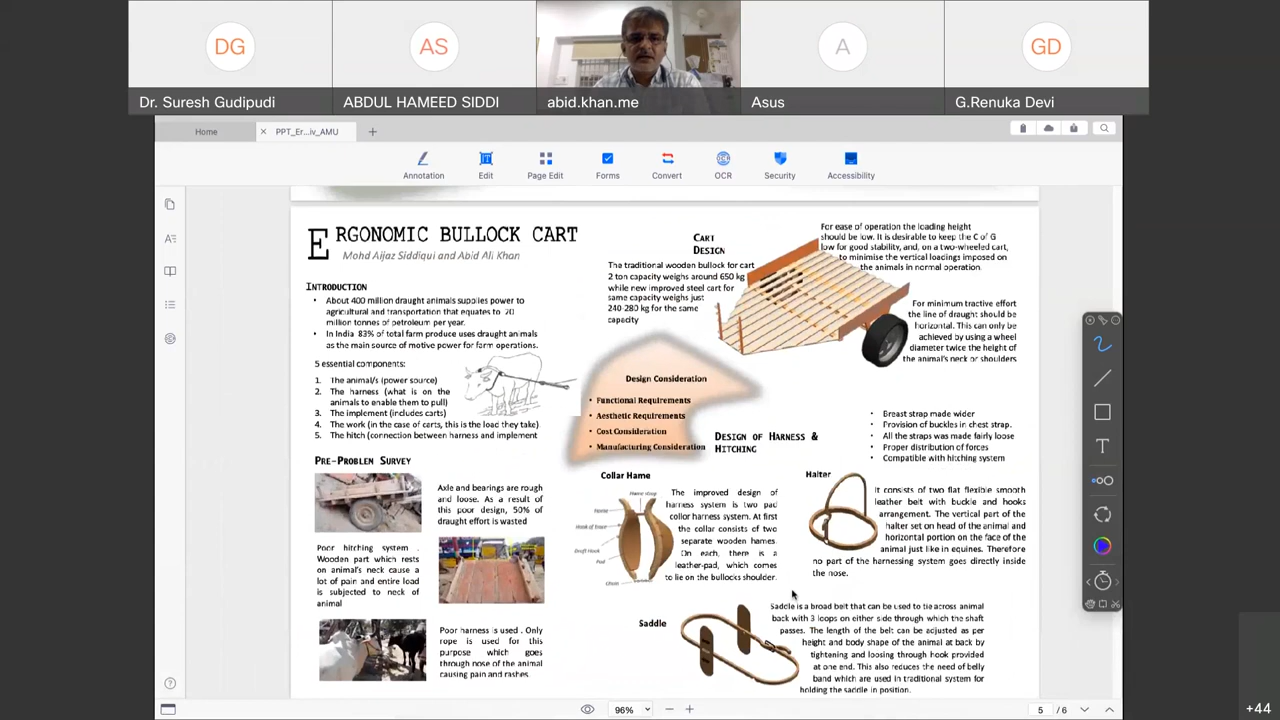 DG
AS
A
GD
Dr. Suresh Gudipudi
ABDUL HAMEED SIDDI
abid.khan.me
Asus
G.Renuka Devi
Home
PPT_Er...iv_AMU
Annotation
Edit
Page Edit
Forms
Convert
OCR
Security
Accessibility
ERGONOMIC BULLOCK CART
Mohd Aijaz Siddiqui and Abid Ali Khan
INTRODUCTION
• About 400 million draught animals supplies power to
agricultural and transportation that equates to 20
million tonnes of petroleum per year.
• In India 83% of total farm produce uses draught animals
as the main source of motive power for farm operations.
5 essential components:
1. The animal/s (power source)
2. The harness (what is on the
animals to enable them to pull)
3. The implement (includes carts)
4. The work (in the case of carts, this is the load they take)
5. The hitch (connection between harness and implement
PRE-PROBLEM SURVEY
Axle and bearings are rough
and loose. As a result of
this poor design, 50% of
draught effort is wasted
Poor hitching system .
Wooden part which rests
on animal's neck cause a
lot of pain and entire load
is subjected to neck of
animal
Poor harness is used . Only
rope is used for this
purpose which goes
through nose of the animal
causing pain and rashes.
CART
DESIGN
The traditional wooden bullock for cart
2 ton capacity weighs around 650 kg
while new improved steel cart for
same capacity weighs just
240-280 kg for the same
capacity
For ease of operation the loading height
should be low. It is desirable to keep the C of G
low for good stability, and, on a two-wheeled cart,
to minimise the vertical loadings imposed on
the animals in normal operation.
For minimum tractive effort
the line of draught should be
horizontal. This can only be
achieved by using a wheel
diameter twice the height of
the animal's neck or shoulders
Design Consideration
• Functional Requirements
• Aesthetic Requirements
• Cost Consideration
• Manufacturing Consideration
DESIGN OF HARNESS &
HITCHING
• Breast strap made wider
• Provision of buckles in chest strap.
• All the straps was made fairly loose
• Proper distribution of forces
• Compatible with hitching system
Collar Hame
Home strap
Home
Hook of Trace
Draft Hook
Pad
Chain
The improved design of
harness system is two pad
collor harness system. At first
the collar consists of two
separate wooden hames.
On each, there is a
leather-pad, which comes
to lie on the bullocks shoulder.
Halter
It consists of two flat flexible smooth
leather belt with buckle and hooks
arrangement. The vertical part of the
halter set on head of the animal and
horizontal portion on the face of the
animal just like in equines. Therefore
no part of the harnessing system goes directly inside
the nose.
Saddle
Saddle is a broad belt that can be used to tie across animal
back with 3 loops on either side through which the shaft
passes. The length of the belt can be adjusted as per
height and body shape of the animal at back by
tightening and loosing through hook provided
at one end. This also reduces the need of belly
band which are used in traditional system for
holding the saddle in position.
96%
5 / 6
+44